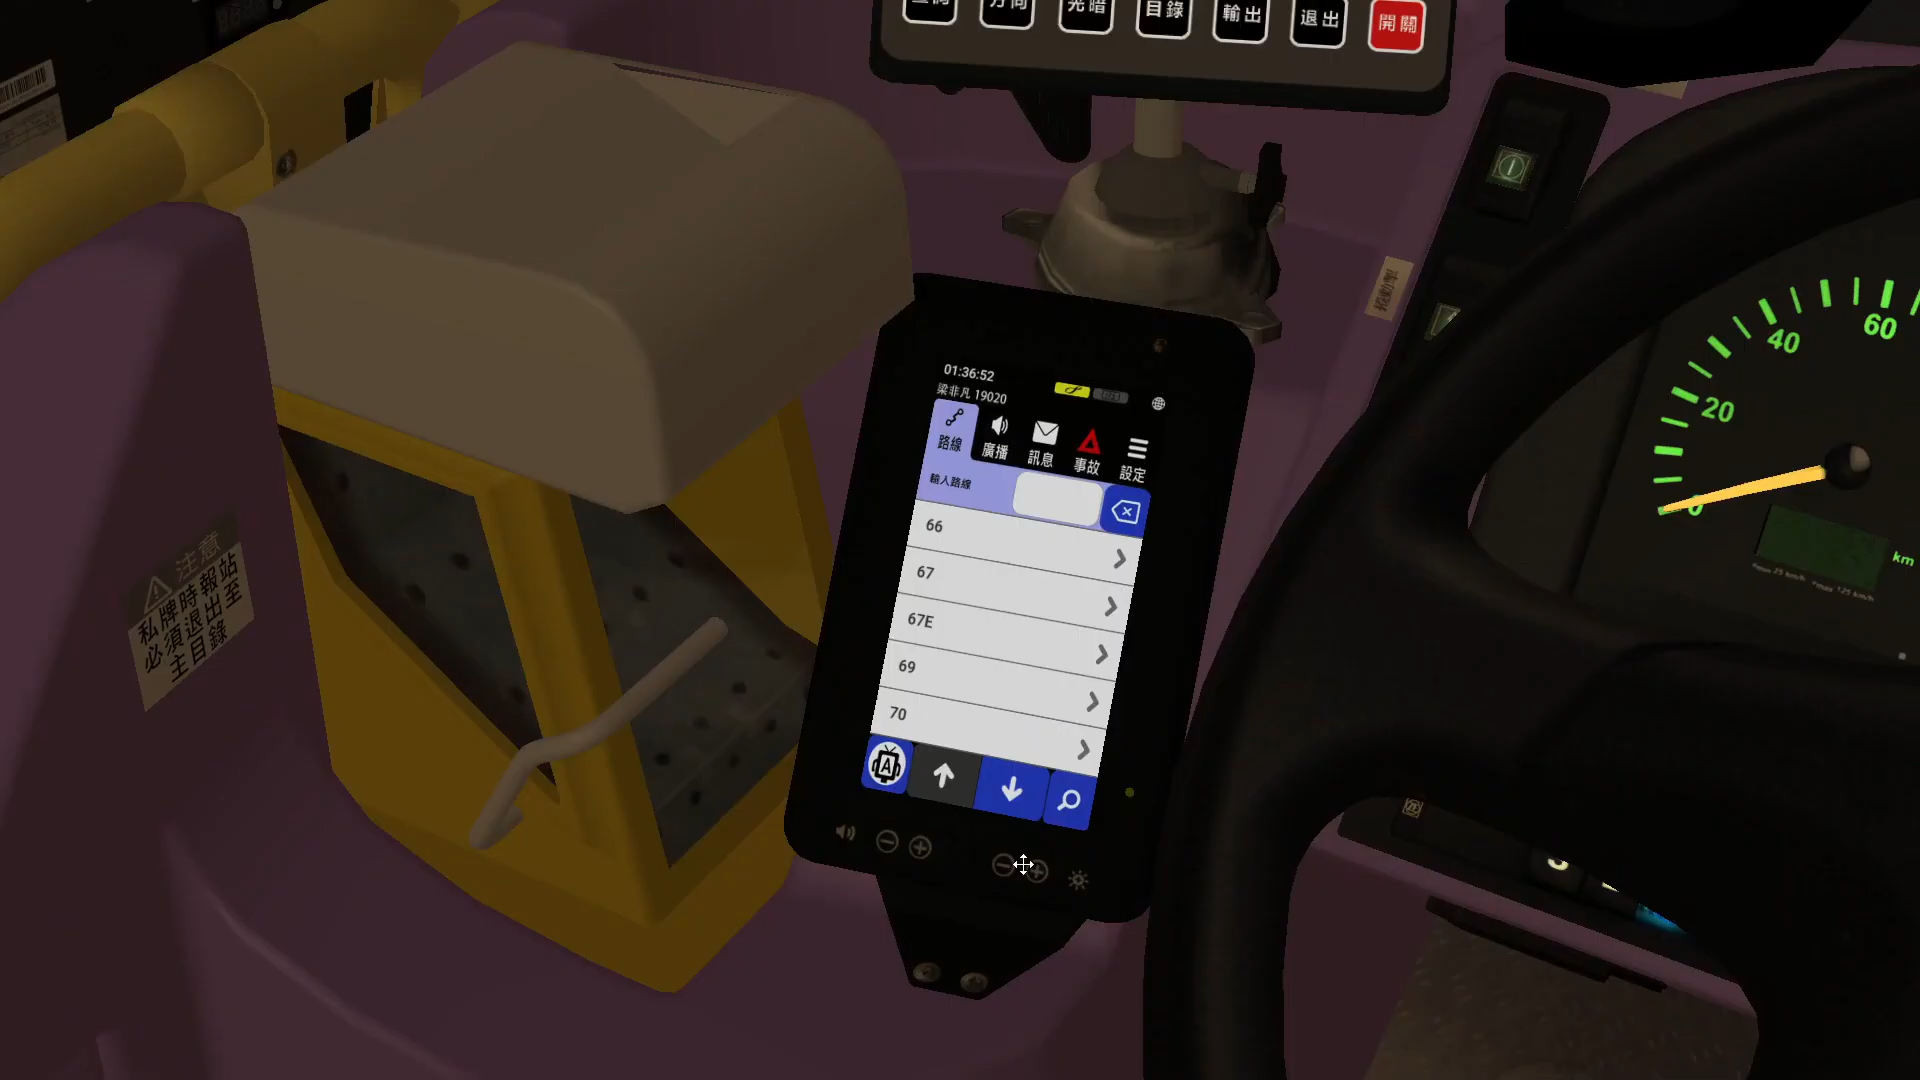 方向
光暗
目錄
輸出
退出
開關
01:36:52
梁非凡 19020
路線
廣播
訊息
事故
設定
輸入路線
66
67
67E
69
70
A
注意
私牌時報站
必須退出至
主目錄
0
20
40
60
km